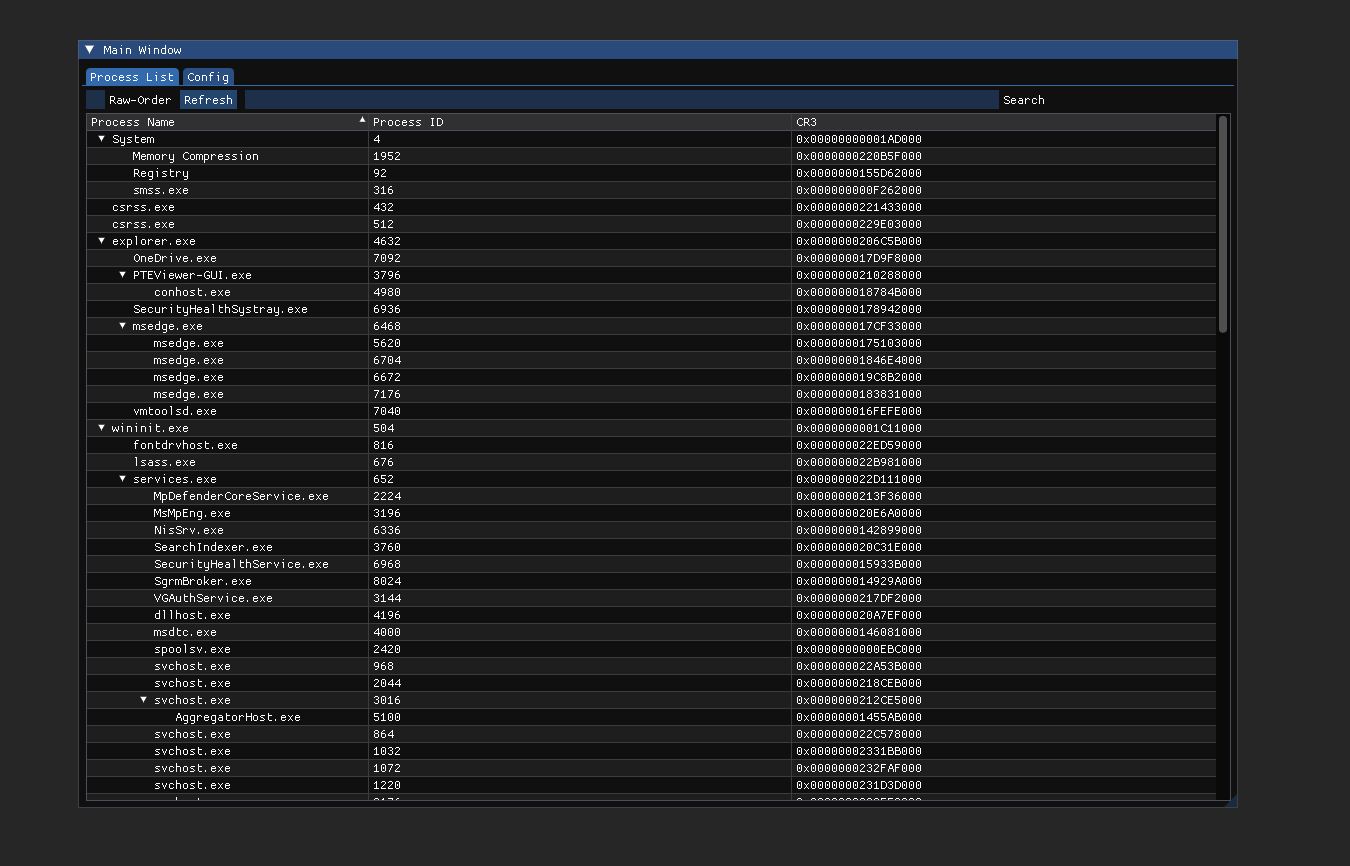 Main Window
Process List Config
Raw-Order Refresh Search
Process Name Process ID CR3
System 4 0x00000000001AD000
Memory Compression 1952 0x0000000220B5F000
Registry 92 0x0000000155D62000
smss.exe 316 0x000000000F262000
csrss.exe 432 0x0000000221433000
csrss.exe 512 0x0000000229E03000
explorer.exe 4632 0x0000000206C5B000
OneDrive.exe 7092 0x000000017D9F8000
PTEViewer-GUI.exe 3796 0x0000000210288000
conhost.exe 4980 0x000000018784B000
SecurityHealthSystray.exe 6936 0x0000000178942000
msedge.exe 6468 0x000000017CF33000
msedge.exe 5620 0x0000000175103000
msedge.exe 6704 0x00000001846E4000
msedge.exe 6672 0x000000019C8B2000
msedge.exe 7176 0x0000000183831000
vmtoolsd.exe 7040 0x000000016FEFE000
wininit.exe 504 0x0000000001C11000
fontdrvhost.exe 816 0x000000022ED59000
lsass.exe 676 0x000000022B981000
services.exe 652 0x000000022D111000
MpDefenderCoreService.exe 2224 0x0000000213F36000
MsMpEng.exe 3196 0x000000020E6A0000
NisSrv.exe 6336 0x0000000142899000
SearchIndexer.exe 3760 0x000000020C31E000
SecurityHealthService.exe 6968 0x000000015933B000
SgrmBroker.exe 8024 0x000000014929A000
VGAuthService.exe 3144 0x0000000217DF2000
dllhost.exe 4196 0x000000020A7EF000
msdtc.exe 4000 0x0000000146081000
spoolsv.exe 2420 0x0000000000EBC000
svchost.exe 968 0x000000022A53B000
svchost.exe 2044 0x0000000218CEB000
svchost.exe 3016 0x0000000212CE5000
AggregatorHost.exe 5100 0x00000001455AB000
svchost.exe 864 0x000000022C578000
svchost.exe 1032 0x00000002331BB000
svchost.exe 1072 0x0000000232FAF000
svchost.exe 1220 0x0000000231D3D000